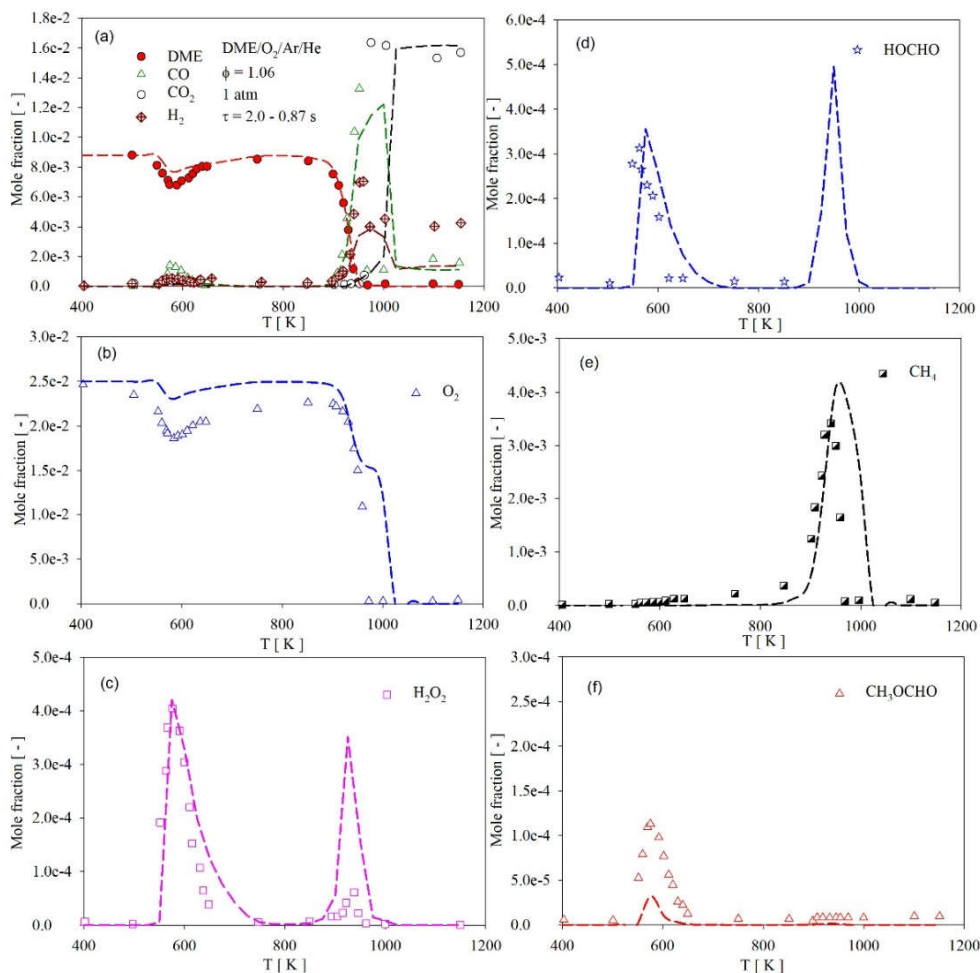 (a)
DME DME/O₂/Ar/He
CO ϕ = 1.06
CO₂ 1 atm
H₂ τ = 2.0 - 0.87 s
1.8e-2
1.6e-2
1.4e-2
1.2e-2
1.0e-2
8.0e-3
6.0e-3
4.0e-3
2.0e-3
0.0
Mole fraction [ - ]
400 600 800 1000 1200
T [ K ]
(d)
HOCHO
6.0e-4
5.0e-4
4.0e-4
3.0e-4
2.0e-4
1.0e-4
0.0
Mole fraction [ - ]
400 600 800 1000 1200
T [ K ]
(b)
O₂
3.0e-2
2.5e-2
2.0e-2
1.5e-2
1.0e-2
5.0e-3
0.0
Mole fraction [ - ]
400 600 800 1000 1200
T [ K ]
(e)
CH₄
5.0e-3
4.0e-3
3.0e-3
2.0e-3
1.0e-3
0.0
Mole fraction [ - ]
400 600 800 1000 1200
T [ K ]
(c)
H₂O₂
5.0e-4
4.0e-4
3.0e-4
2.0e-4
1.0e-4
0.0
Mole fraction [ - ]
400 600 800 1000 1200
T [ K ]
(f)
CH₃OCHO
3.0e-4
2.5e-4
2.0e-4
1.5e-4
1.0e-4
5.0e-5
0.0
Mole fraction [ - ]
400 600 800 1000 1200
T [ K ]